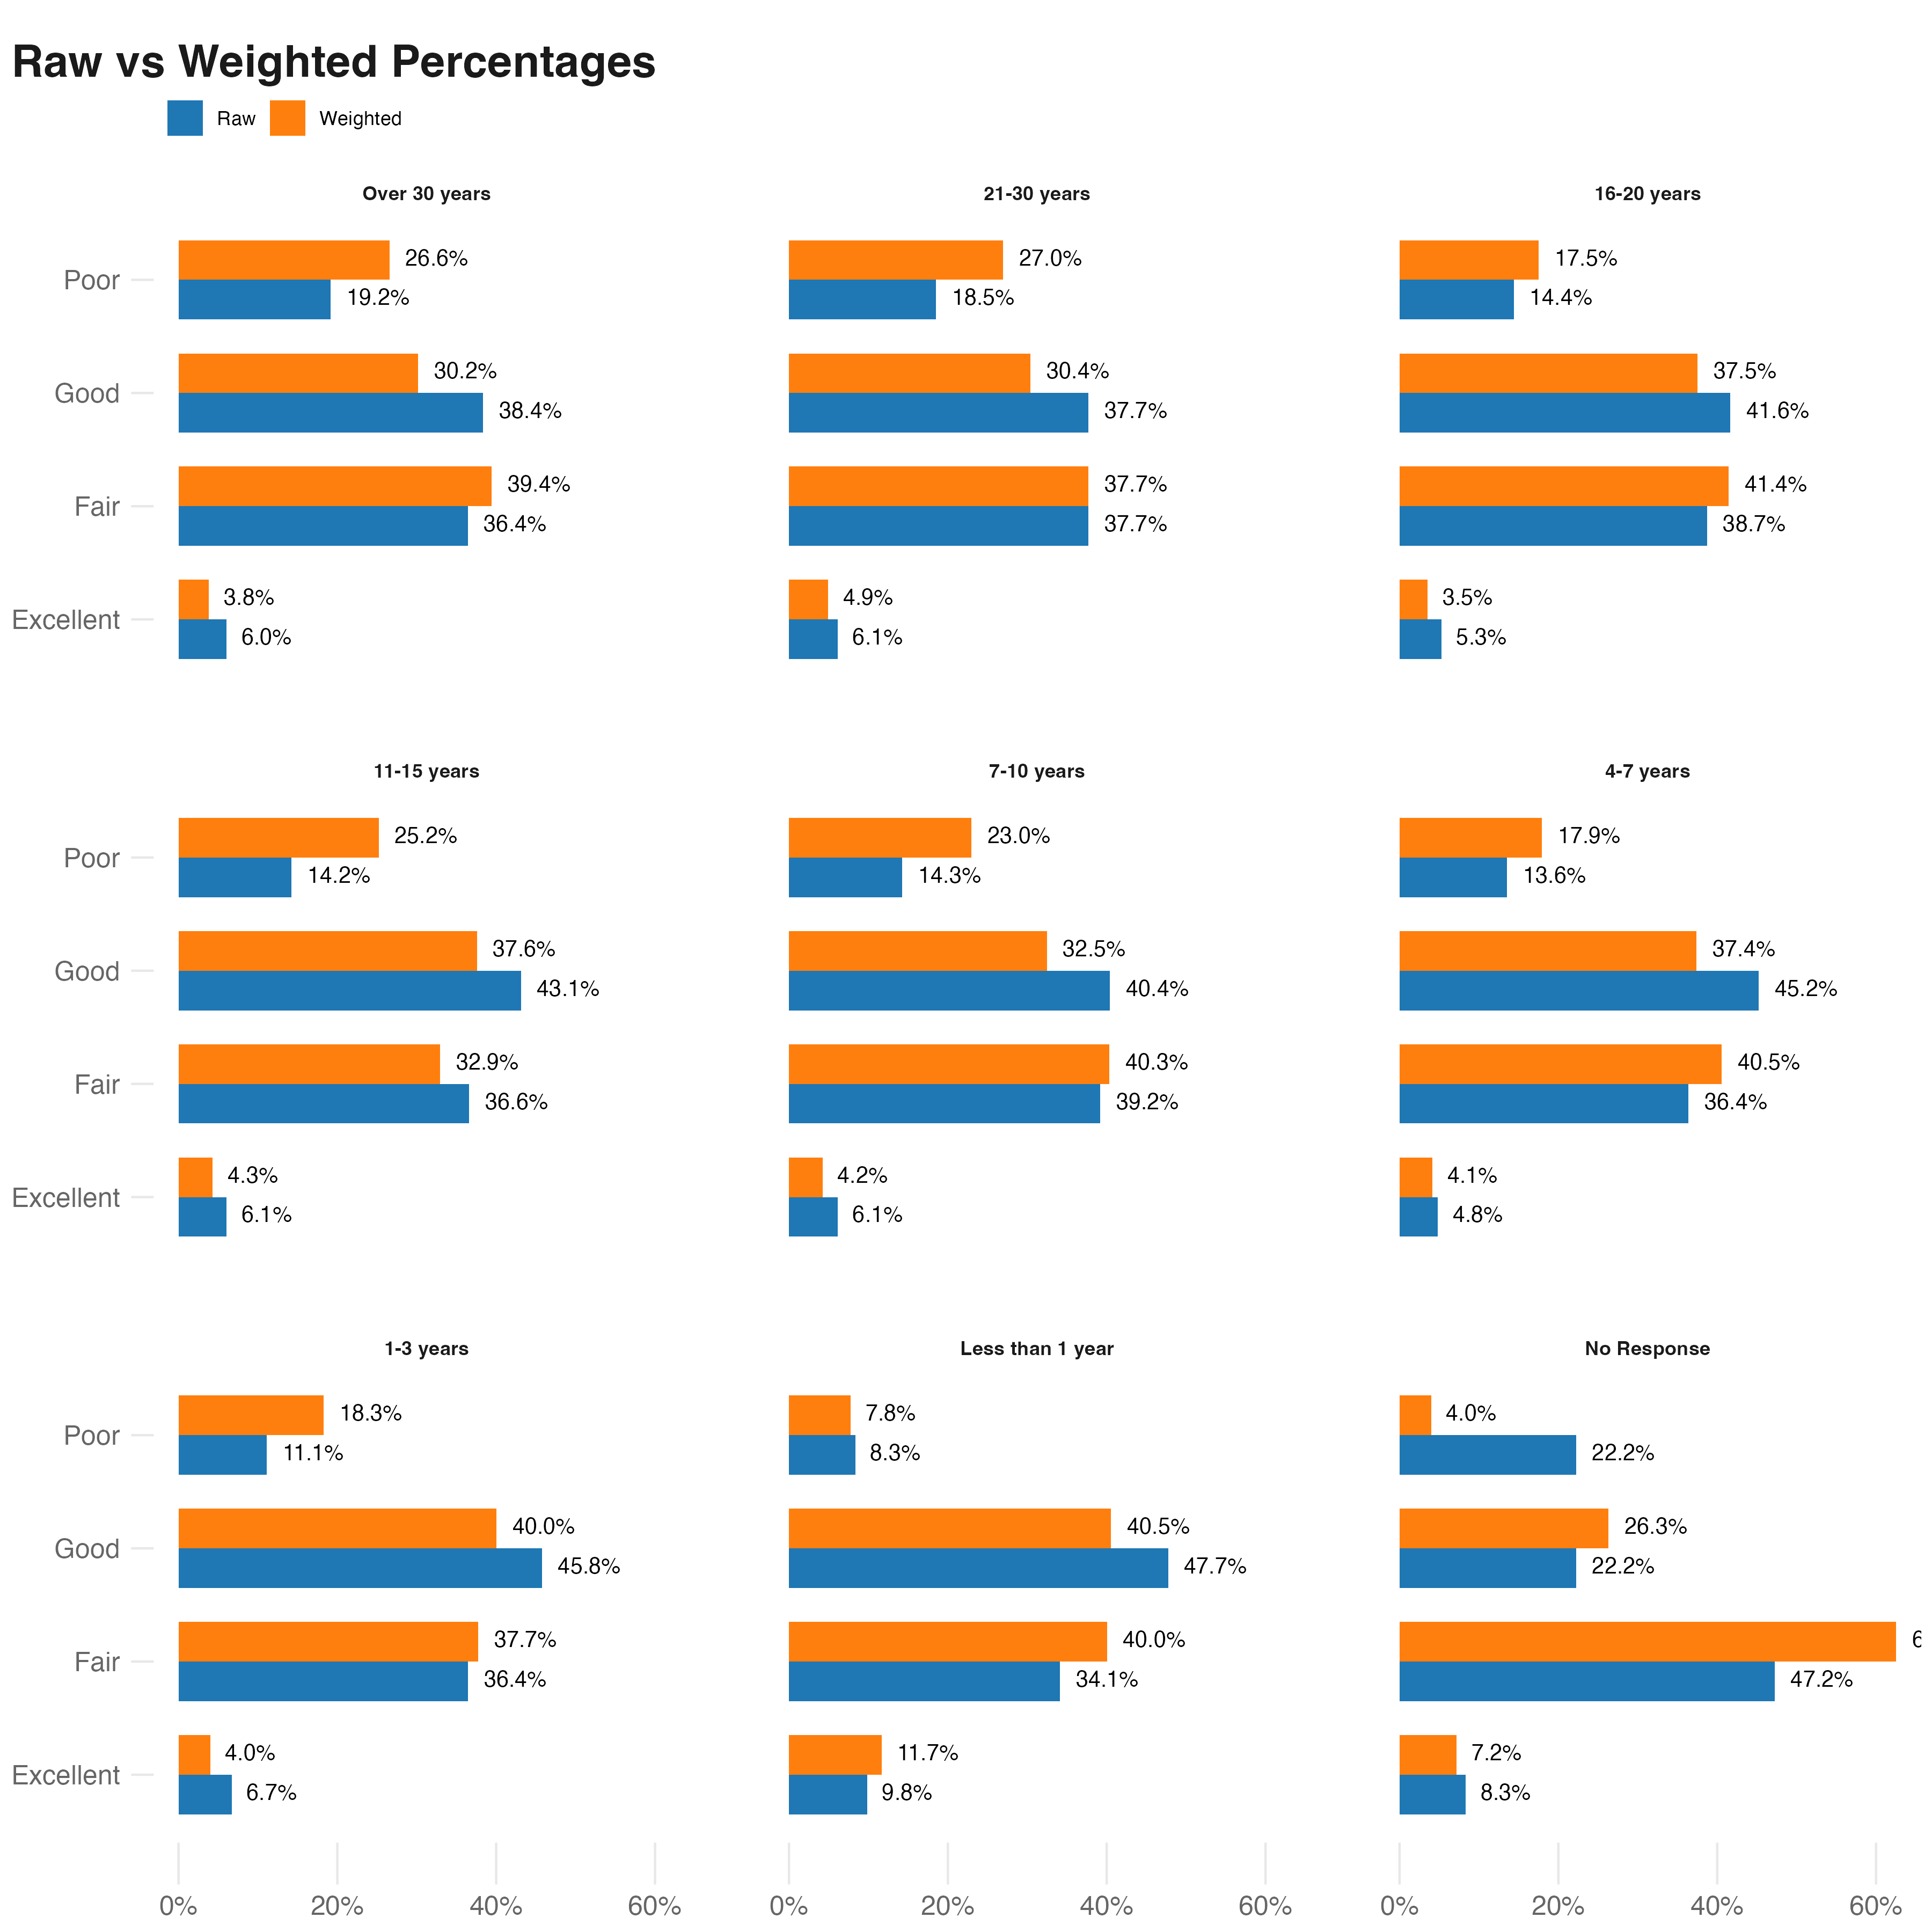 Raw vs Weighted Percentages
Raw Weighted
Over 30 years 21-30 years 16-20 years
Poor 26.6% 27.0% 17.5%
19.2% 18.5% 14.4%
Good 30.2% 30.4% 37.5%
38.4% 37.7% 41.6%
Fair 39.4% 37.7% 41.4%
36.4% 37.7% 38.7%
Excellent 3.8% 4.9% 3.5%
6.0% 6.1% 5.3%
11-15 years 7-10 years 4-7 years
Poor 25.2% 23.0% 17.9%
14.2% 14.3% 13.6%
Good 37.6% 32.5% 37.4%
43.1% 40.4% 45.2%
Fair 32.9% 40.3% 40.5%
36.6% 39.2% 36.4%
Excellent 4.3% 4.2% 4.1%
6.1% 6.1% 4.8%
1-3 years Less than 1 year No Response
Poor 18.3% 7.8% 4.0%
11.1% 8.3% 22.2%
Good 40.0% 40.5% 26.3%
45.8% 47.7% 22.2%
Fair 37.7% 40.0%
36.4% 34.1% 47.2%
Excellent 4.0% 11.7% 7.2%
6.7% 9.8% 8.3%
0% 20% 40% 60% 0% 20% 40% 60% 0% 20% 40% 60%